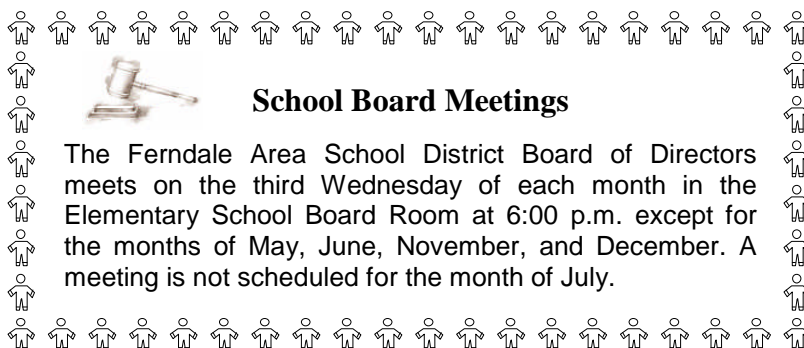 School Board Meetings
The Ferndale Area School District Board of Directors
meets on the third Wednesday of each month in the
Elementary School Board Room at 6:00 p.m. except for
the months of May, June, November, and December. A
meeting is not scheduled for the month of July.